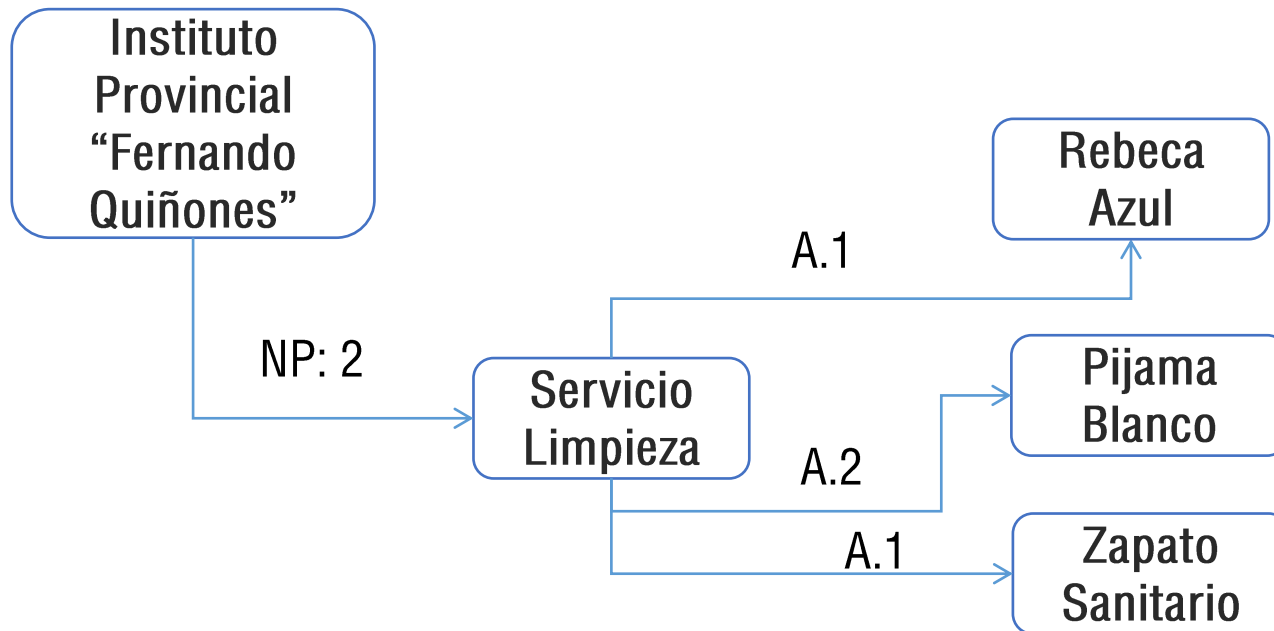 Instituto
Provincial
“Fernando
Quiñones”
NP: 2
Servicio
Limpieza
A.1
Rebeca
Azul
A.2
Pijama
Blanco
A.1
Zapato
Sanitario